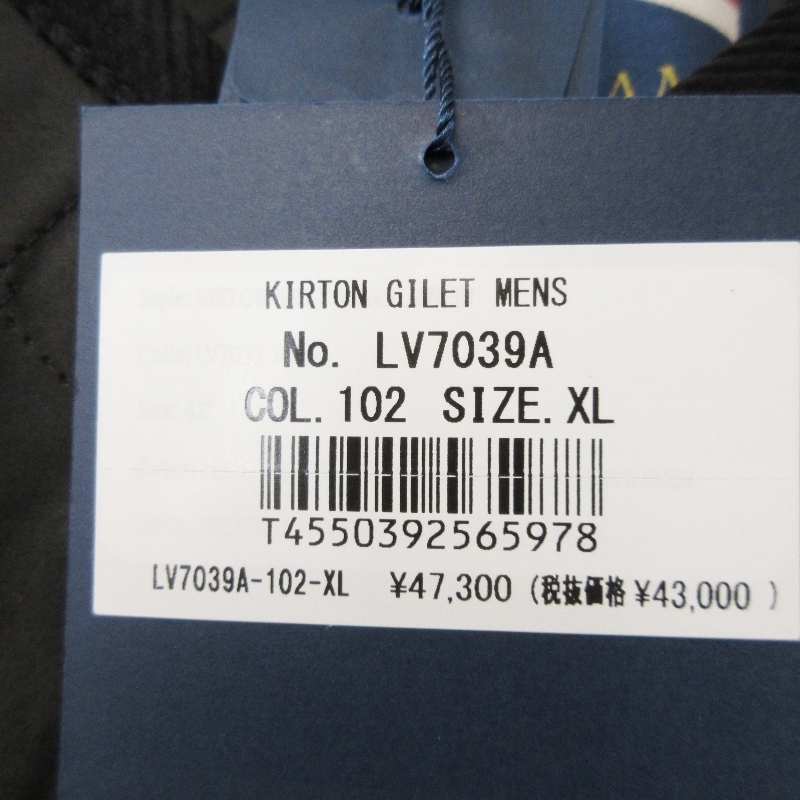 AM
KIRTON GILET MENS
No. LV7039A
COL. 102 SIZE. XL
T4550392565978
LV7039A-102-XL ¥47,300 (税抜価格 ¥43,000 )